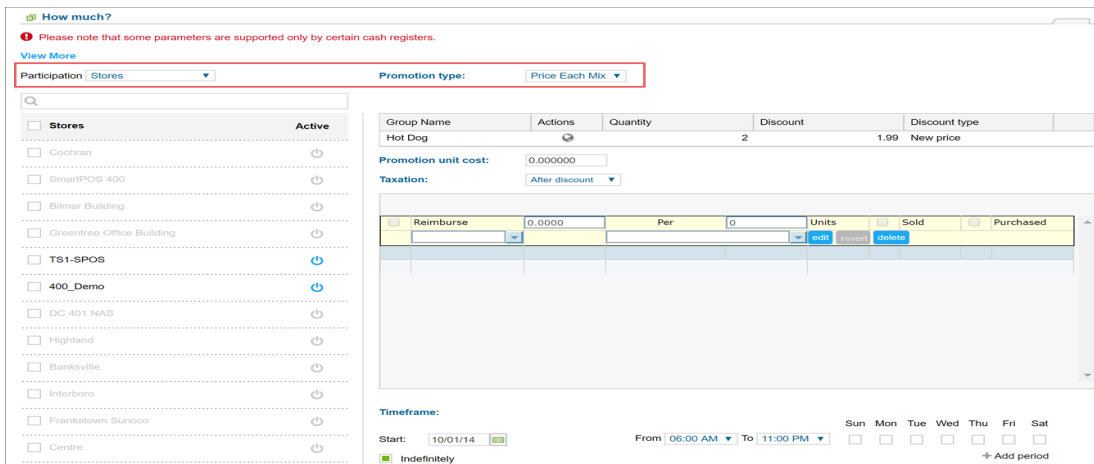 How much?
Please note that some parameters are supported only by certain cash registers.
View More
Participation Stores
Promotion type: Price Each Mix
Stores Active
Cochran
SmartPOS 400
Bilmar Building
Greentree Office Building
TS1-SPOS
400_Demo
DC 401 NAS
Highland
Banksville
Interboro
Frankstown Sunoco
Centre
Group Name Actions Quantity Discount Discount type
Hot Dog 2 1.99 New price
Promotion unit cost: 0.000000
Taxation: After discount
Reimburse 0.0000 Per 0 Units Sold Purchased
edit revert delete
Timeframe:
Sun Mon Tue Wed Thu Fri Sat
Start: 10/01/14 From 06:00 AM To 11:00 PM
Indefinitely
+ Add period